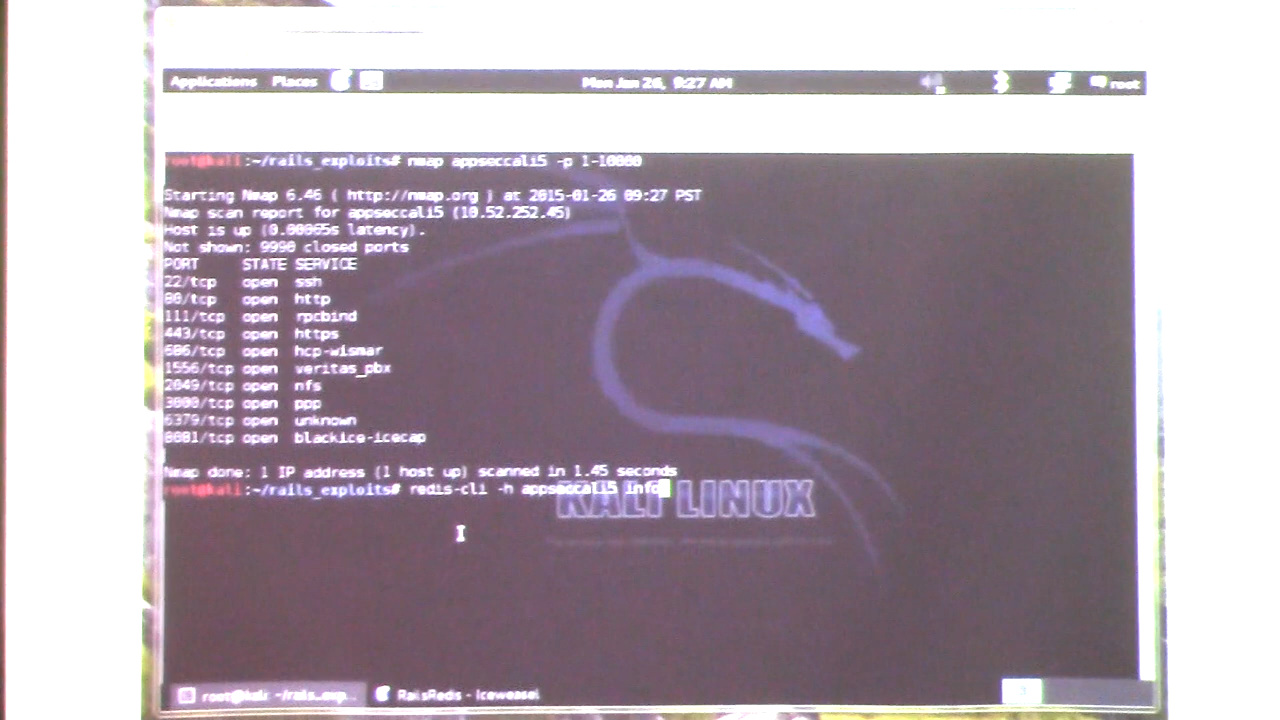 Applications Places Mon Jan 26, 9:27 AM root
root@kali:~/rails_exploits# nmap appseccali5 -p 1-10000
Starting Nmap 6.46 ( http://nmap.org ) at 2015-01-26 09:27 PST
Nmap scan report for appseccali5 (10.52.252.45)
Host is up (0.00065s latency).
Not shown: 9990 closed ports
PORT STATE SERVICE
22/tcp open ssh
80/tcp open http
111/tcp open rpcbind
443/tcp open https
686/tcp open hcp-wismar
1556/tcp open veritas_pbx
2049/tcp open nfs
3000/tcp open ppp
6379/tcp open unknown
8081/tcp open blackice-icecap
Nmap done: 1 IP address (1 host up) scanned in 1.45 seconds
root@kali:~/rails_exploits# redis-cli -h appseccali5 info
KALI LINUX
root@kali: ~/rails_exp... RailsRedis - Iceweasel